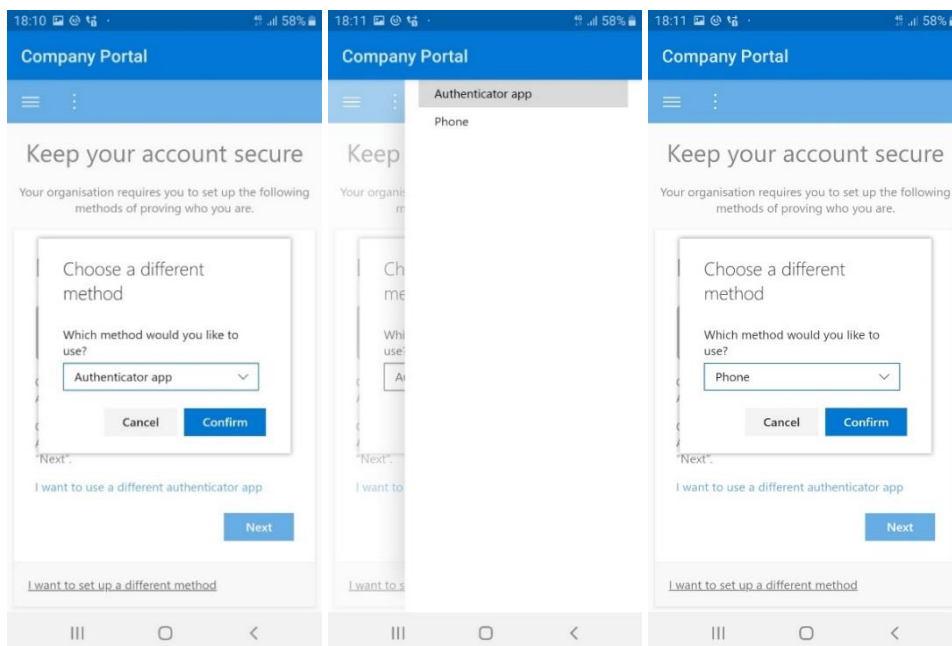 18:10
58%
Company Portal
Keep your account secure
Your organisation requires you to set up the following
methods of proving who you are.
Choose a different
method
Which method would you like to
use?
Authenticator app
Cancel Confirm
"Next".
I want to use a different authenticator app
Next
I want to set up a different method
18:11
58%
Company Portal
Authenticator app
Phone
Keep
Your organis
m
Ch
me
Whi
use?
Au
"Next".
I want to
I want to s
18:11
58%
Company Portal
Keep your account secure
Your organisation requires you to set up the following
methods of proving who you are.
Choose a different
method
Which method would you like to
use?
Phone
Cancel Confirm
"Next".
I want to use a different authenticator app
Next
I want to set up a different method